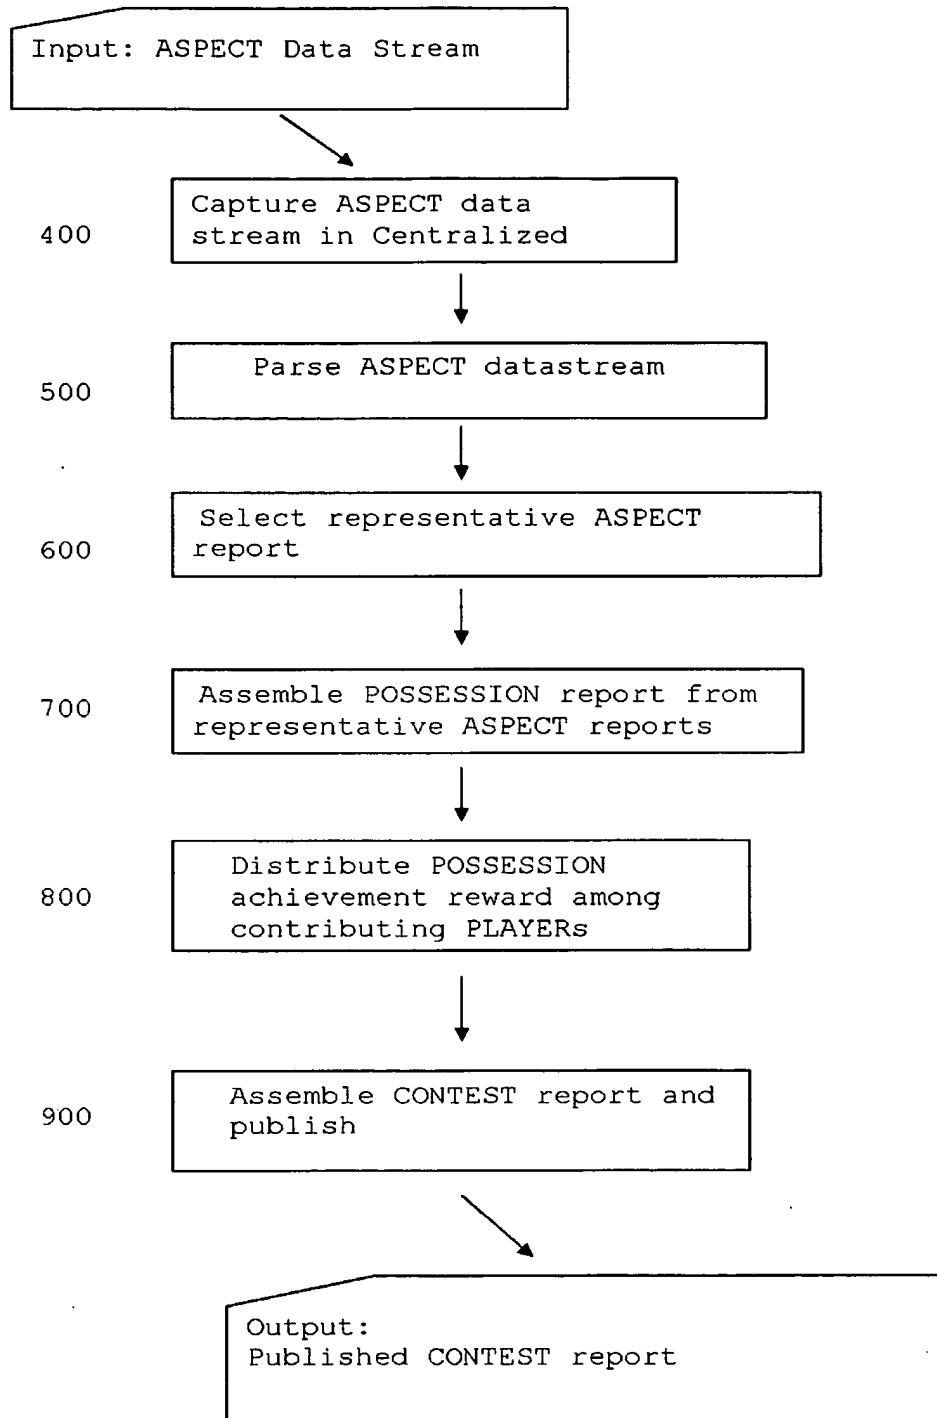 Input: ASPECT Data Stream
Capture ASPECT data
400
stream in Centralized
Parse ASPECT datastream
500
Select representative ASPECT
600
report
Assemble POSSESSION report from
700
representative ASPECT reports
Distribute POSSESSION
800
achievement reward among
contributing PLAYERs
Assemble CONTEST report and
900
publish
Output:
Published CONTEST report